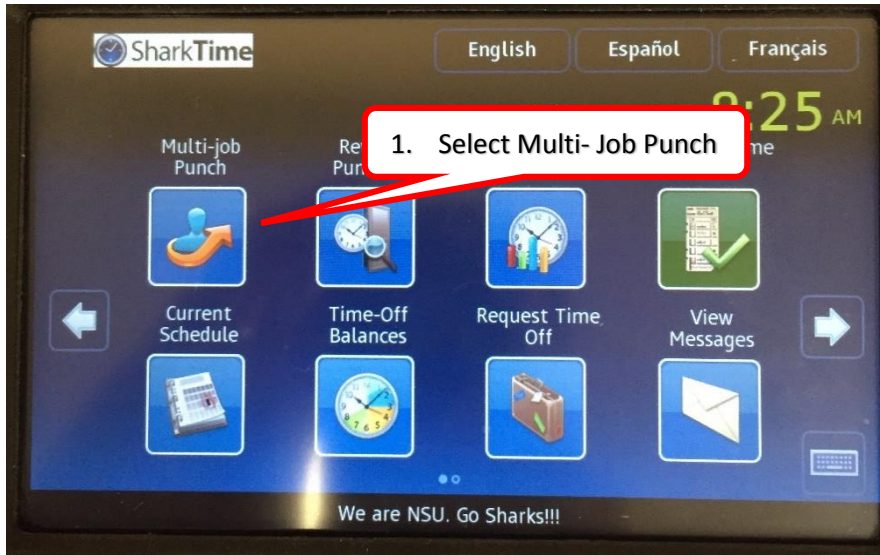 SharkTime
English
Español
Français
:25 AM
1. Select Multi- Job Punch
Multi-job
Punch
Current
Schedule
Time-Off
Balances
Request Time
Off
View
Messages
We are NSU. Go Sharks!!!